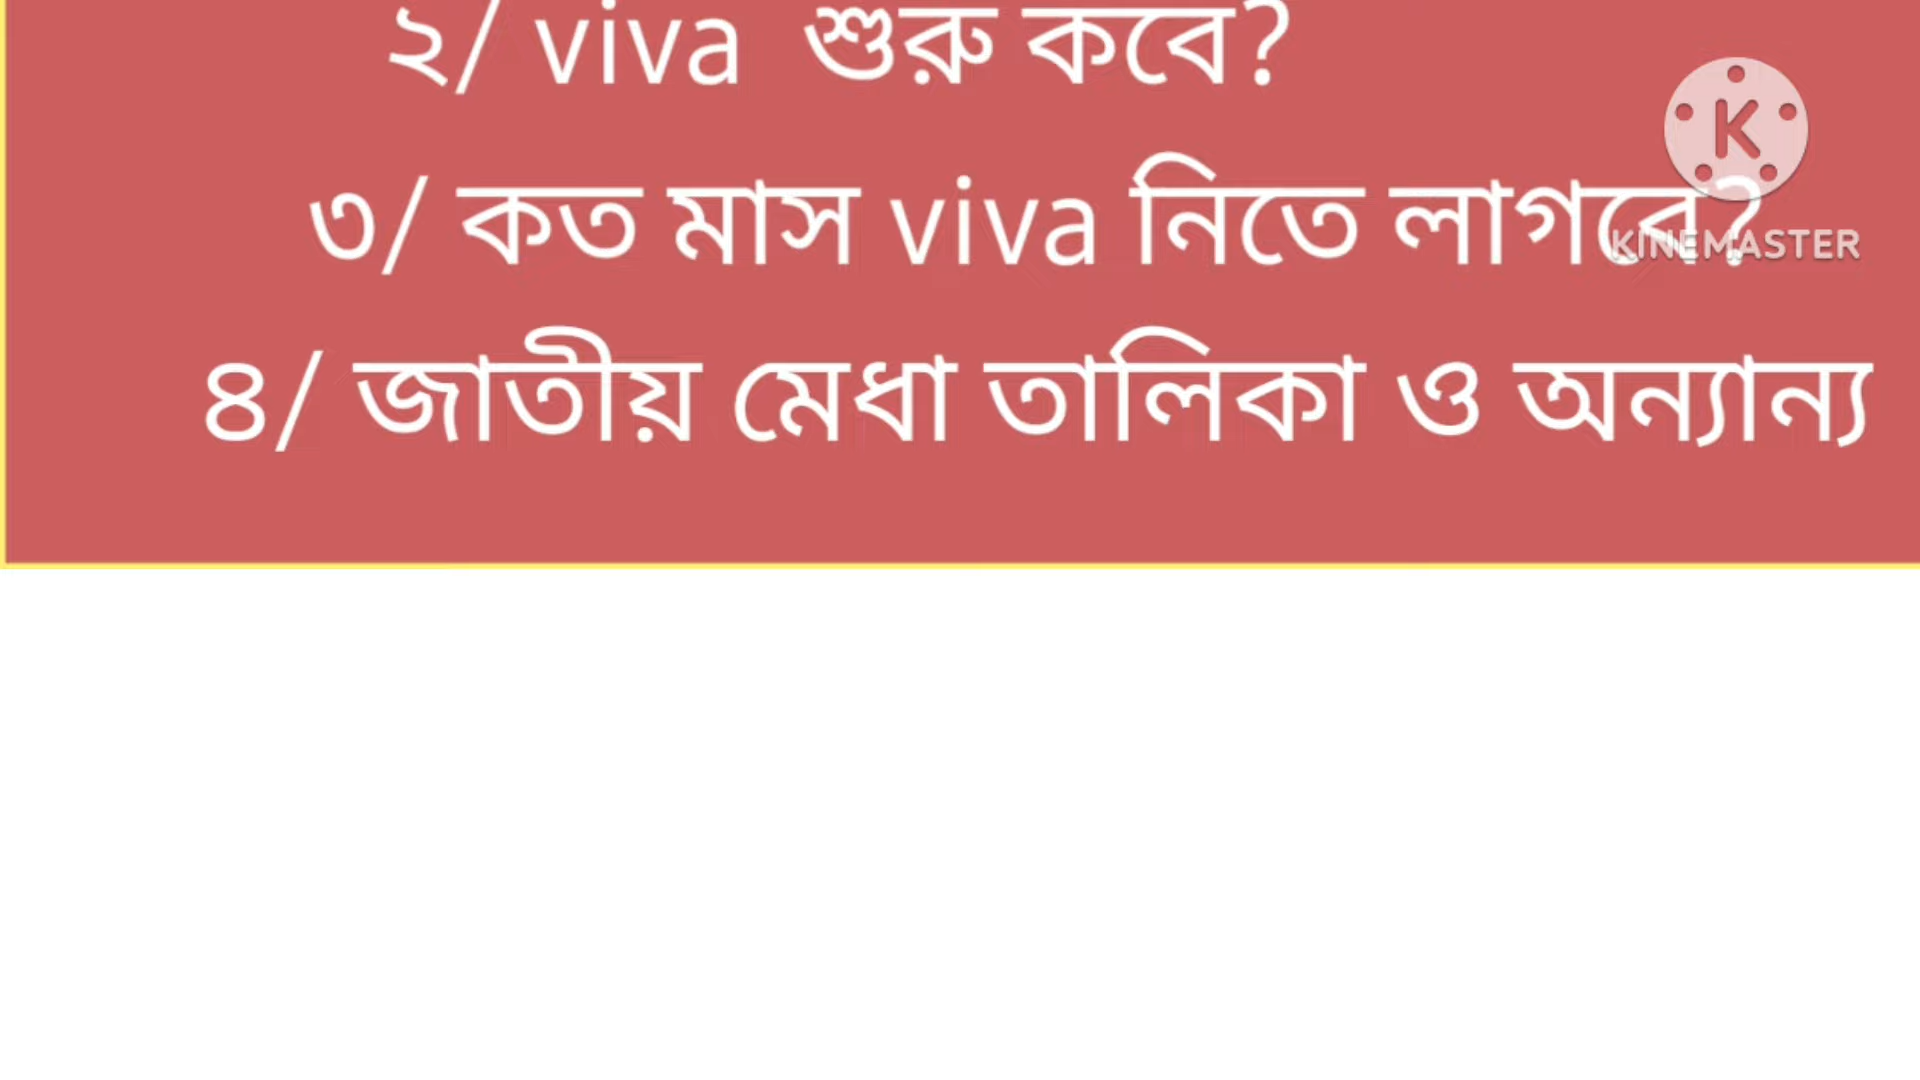 ২/ viva শুরু কবে?
৩/ কত মাস viva নিতে লাগবে?
KINEMASTER
৪/ জাতীয় মেধা তালিকা ও অন্যান্য